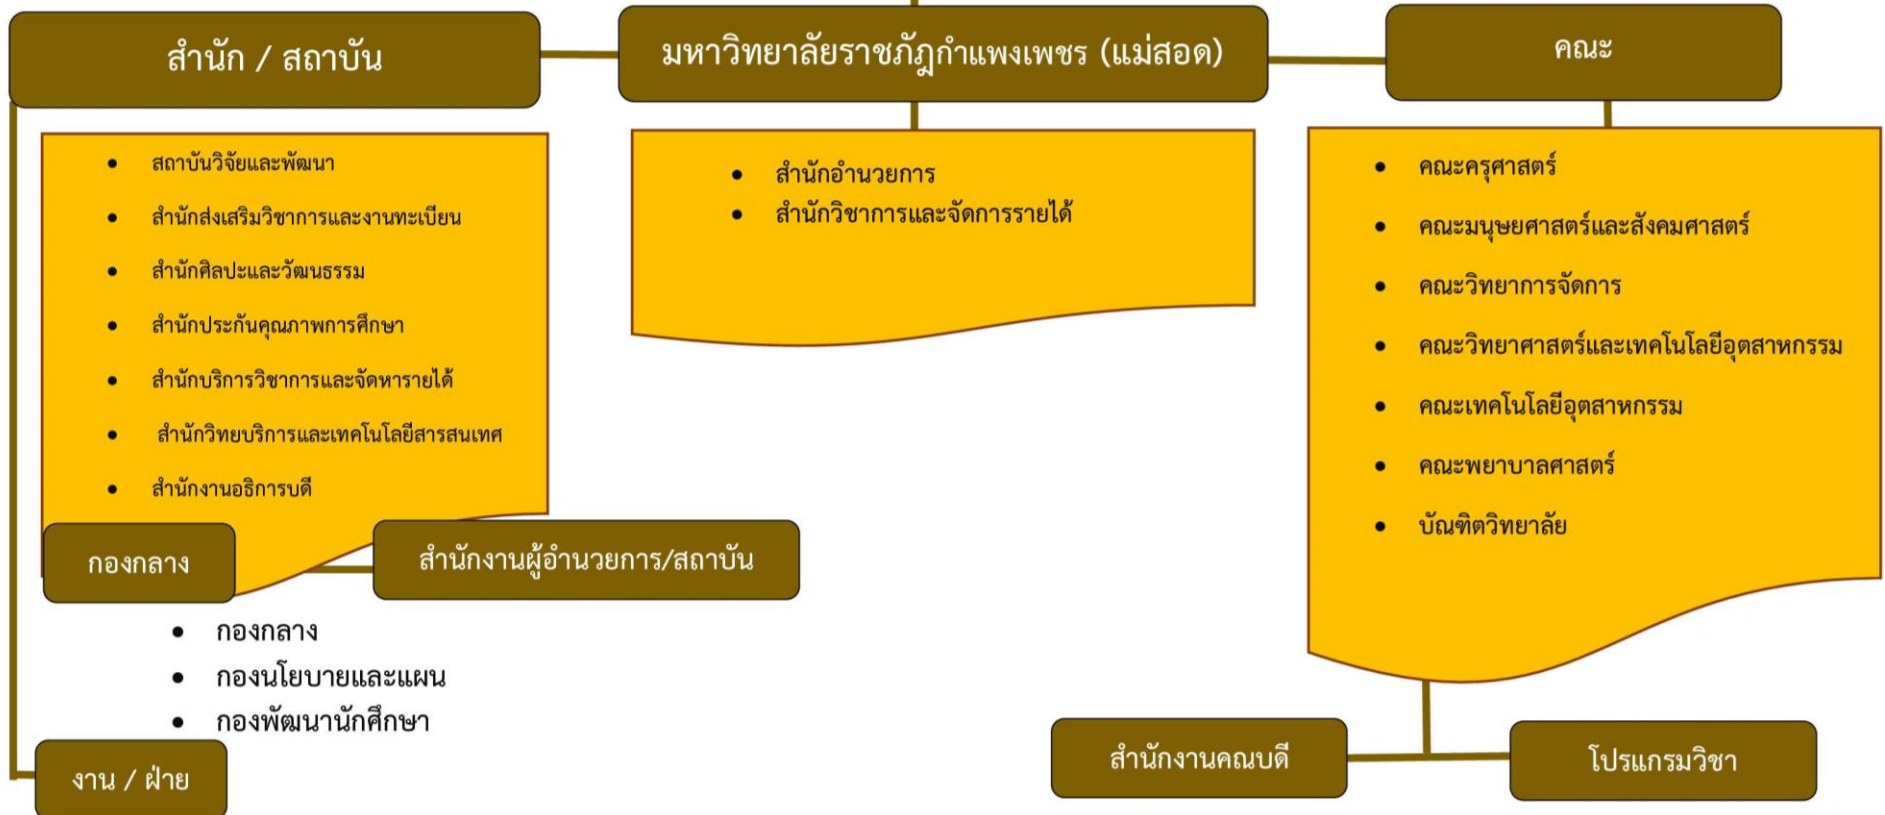 สำนัก / สถาบัน
มหาวิทยาลัยราชภัฏกำแพงเพชร (แม่สอด)
คณะ
• สถาบันวิจัยและพัฒนา
• สำนักส่งเสริมวิชาการและงานทะเบียน
• สำนักศิลปะและวัฒนธรรม
• สำนักประกันคุณภาพการศึกษา
• สำนักบริการวิชาการและจัดหารายได้
• สำนักวิทยบริการและเทคโนโลยีสารสนเทศ
• สำนักงานอธิการบดี
• สำนักอำนวยการ
• สำนักวิชาการและจัดการรายได้
• คณะครุศาสตร์
• คณะมนุษยศาสตร์และสังคมศาสตร์
• คณะวิทยาการจัดการ
• คณะวิทยาศาสตร์และเทคโนโลยีอุตสาหกรรม
• คณะเทคโนโลยีอุตสาหกรรม
• คณะพยาบาลศาสตร์
• บัณฑิตวิทยาลัย
กองกลาง
สำนักงานผู้อำนวยการ/สถาบัน
• กองกลาง
• กองนโยบายและแผน
• กองพัฒนานักศึกษา
งาน / ฝ่าย
สำนักงานคณบดี
โปรแกรมวิชา